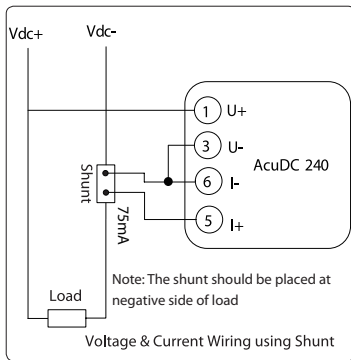 Vdc+ Vdc-
1 U+
3 U-
AcuDC 240
6 I-
5 I+
Shunt
75mA
Note: The shunt should be placed at
negative side of load
Load
Voltage & Current Wiring using Shunt